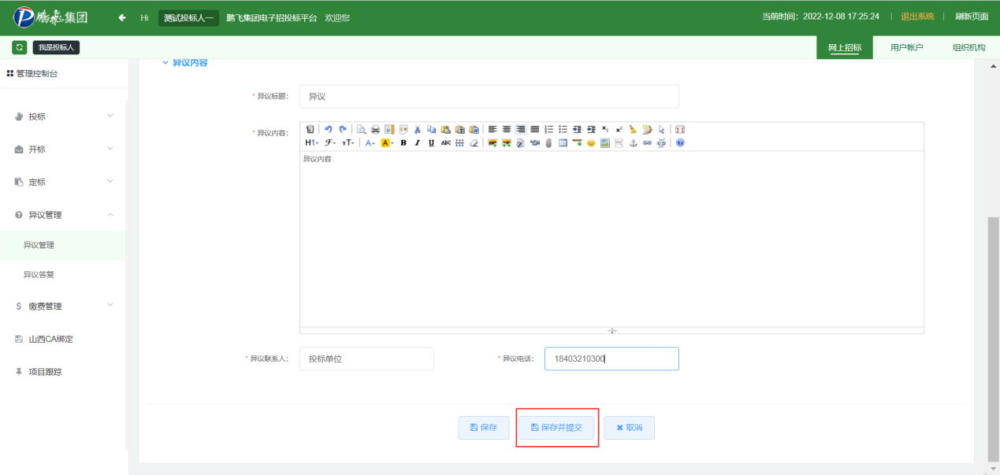 鹏飞集团 Hi 测试投标人一 鹏飞集团电子招投标平台 欢迎您 当前时间：2022-12-08 17:25:24 退出系统 刷新页面
我是投标人 网上招标 用户帐户 组织机构
管理控制台
投标
开标
定标
异议管理
异议管理
异议答复
缴费管理
山西CA绑定
项目跟踪
异议内容
* 异议标题： 异议
* 异议内容：
H1 T A A B I U ABC
异议内容
* 异议联系人： 投标单位 * 异议电话： 18403210300
保存 保存并提交 取消